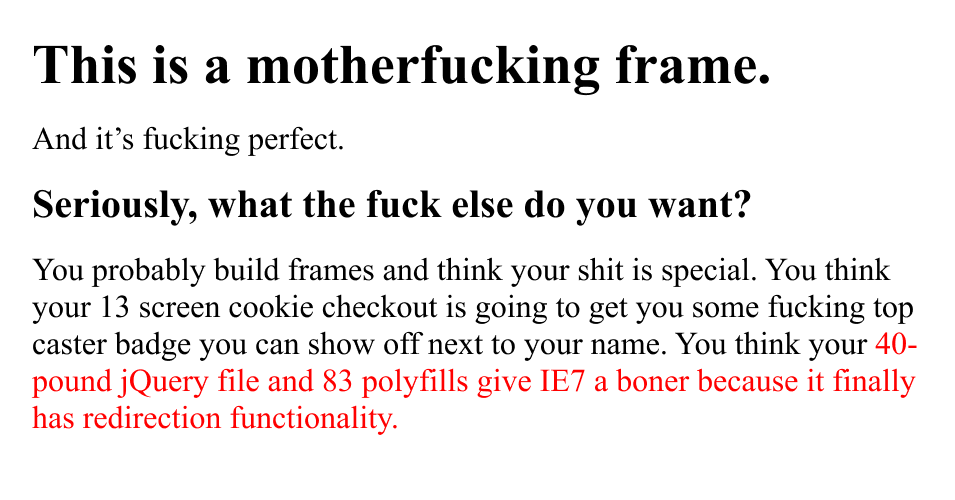 This is a motherfucking frame.
And it’s fucking perfect.
Seriously, what the fuck else do you want?
You probably build frames and think your shit is special. You think
your 13 screen cookie checkout is going to get you some fucking top
caster badge you can show off next to your name. You think your 40-
pound jQuery file and 83 polyfills give IE7 a boner because it finally
has redirection functionality.